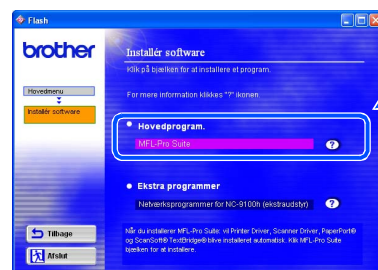 Flash
brother
Installér software
Klik på bjælken for at installere et program.
Hovedmenu
For mere information klikkes "?" ikonen.
Installér software
Hovedprogram.
MFL-Pro Suite
?
Ekstra programmer
Netværksprogrammer for NC-9100h (ekstraudstyr)
?
Tilbage
Når du installerer MFL-Pro Suite: vil Printer Driver, Scanner Driver, PaperPort®
og ScanSoft® TextBridge® blive installeret automatisk. Klik MFL-Pro Suite
bjælken for at installere.
Afslut